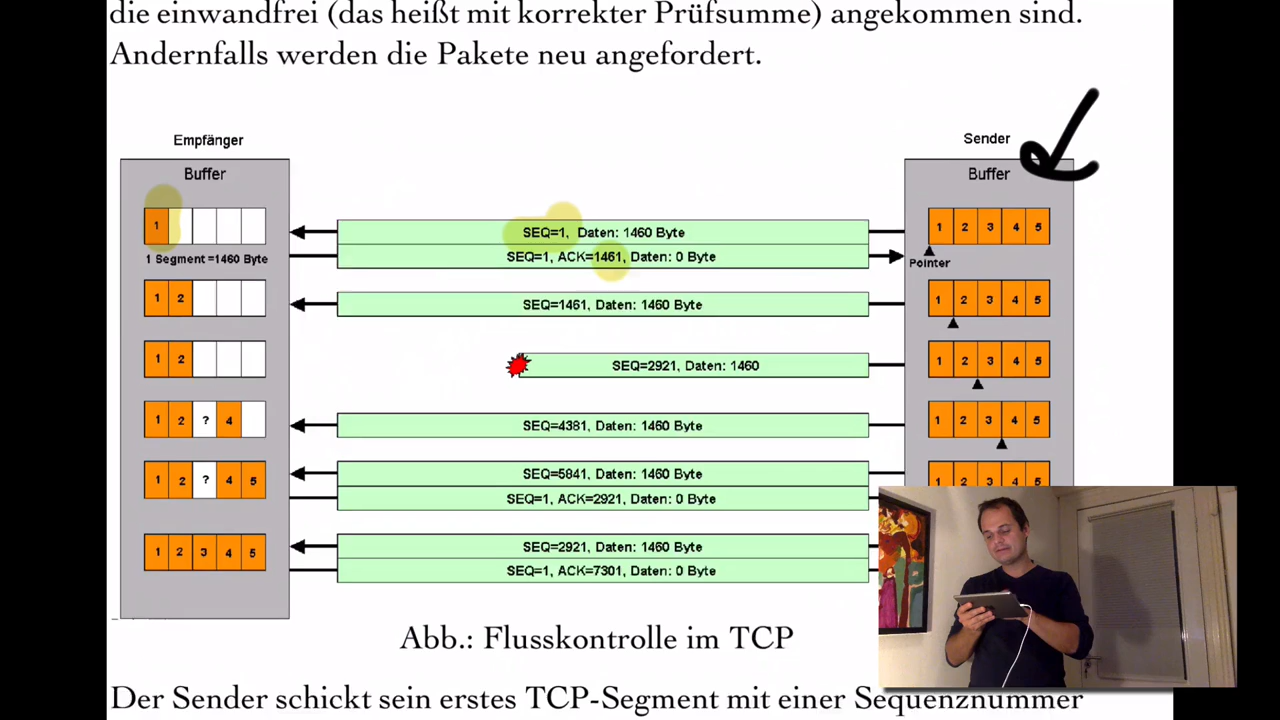 die einwandfrei (das heißt mit korrekter Prüfsumme) angekommen sind.
Andernfalls werden die Pakete neu angefordert.
Empfänger
Sender
Buffer
Buffer
1
SEQ=1, Daten: 1460 Byte
1 2 3 4 5
1 Segment =1460 Byte
SEQ=1, ACK=1461, Daten: 0 Byte
Pointer
1 2
SEQ=1461, Daten: 1460 Byte
1 2 3 4 5
1 2
SEQ=2921, Daten: 1460
1 2 3 4 5
1 2 ? 4
SEQ=4381, Daten: 1460 Byte
1 2 3 4 5
1 2 ? 4 5
SEQ=5841, Daten: 1460 Byte
1 2 3 4 5
SEQ=1, ACK=2921, Daten: 0 Byte
1 2 3 4 5
SEQ=2921, Daten: 1460 Byte
SEQ=1, ACK=7301, Daten: 0 Byte
Abb.: Flusskontrolle im TCP
Der Sender schickt sein erstes TCP-Segment mit einer Sequenznummer